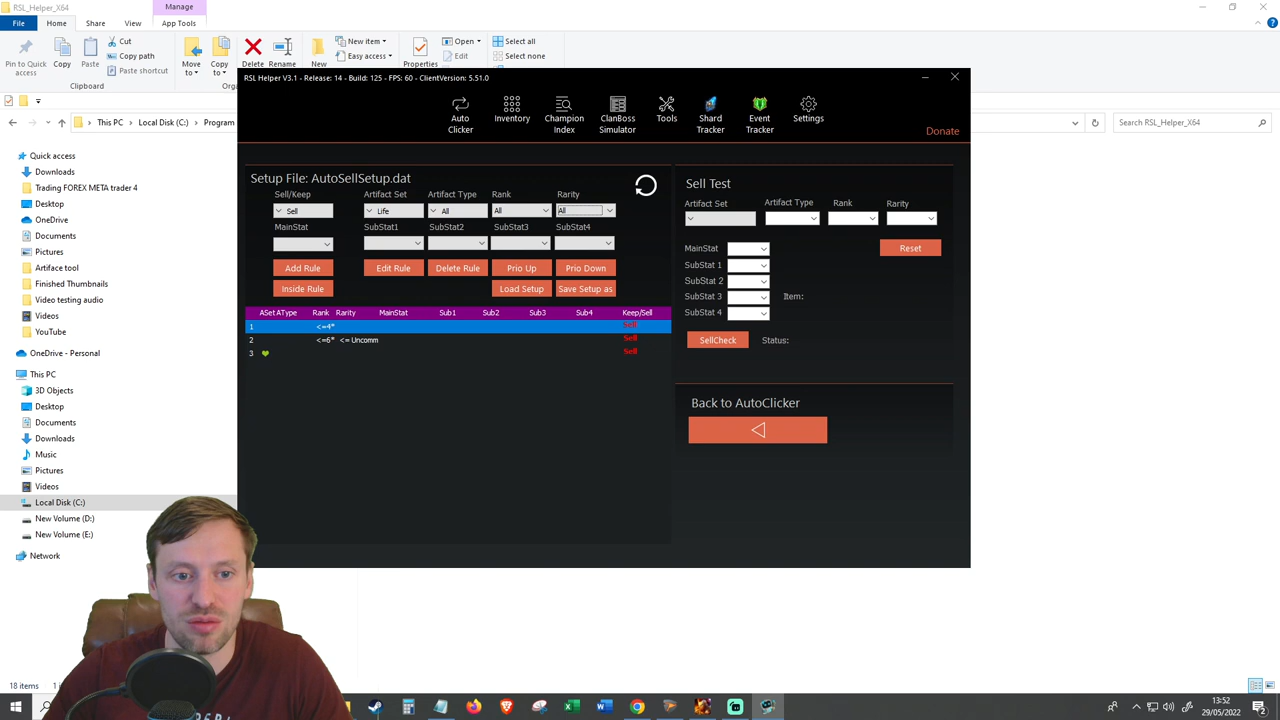 RSL_Helper_X64
Manage
File
Home
Share
View
App Tools
Pin to Quick access
Copy
Paste
Cut
Copy path
Paste shortcut
Clipboard
Move to
Copy to
Delete
Rename
New
New item
Easy access
Properties
Open
Edit
Select all
Select none
This PC
Local Disk (C:)
Program
Search RSL_Helper_X64
Quick access
Downloads
Trading FOREX META trader 4
Desktop
OneDrive
Documents
Pictures
Artiface tool
Finished Thumbnails
Video testing audio
Videos
YouTube
OneDrive - Personal
This PC
3D Objects
Desktop
Documents
Downloads
Music
Pictures
Videos
Local Disk (C:)
New Volume (D:)
New Volume (E:)
Network
18 items
RSL Helper V3.1 - Release: 14 - Build: 125 - FPS: 60 - ClientVersion: 5.51.0
Auto Clicker
Inventory
Champion Index
ClanBoss Simulator
Tools
Shard Tracker
Event Tracker
Settings
Donate
Setup File: AutoSellSetup.dat
Sell/Keep
Artifact Set
Artifact Type
Rank
Rarity
Sell
Life
All
All
All
MainStat
SubStat1
SubStat2
SubStat3
SubStat4
Add Rule
Edit Rule
Delete Rule
Prio Up
Prio Down
Inside Rule
Load Setup
Save Setup as
ASet AType Rank Rarity MainStat Sub1 Sub2 Sub3 Sub4 Keep/Sell
1 <=4* Sell
2 <=6* <= Uncomm Sell
3 Sell
Sell Test
Artifact Set
Artifact Type
Rank
Rarity
MainStat
Reset
SubStat 1
SubStat 2
SubStat 3
Item:
SubStat 4
SellCheck
Status:
Back to AutoClicker
13:52
29/05/2022